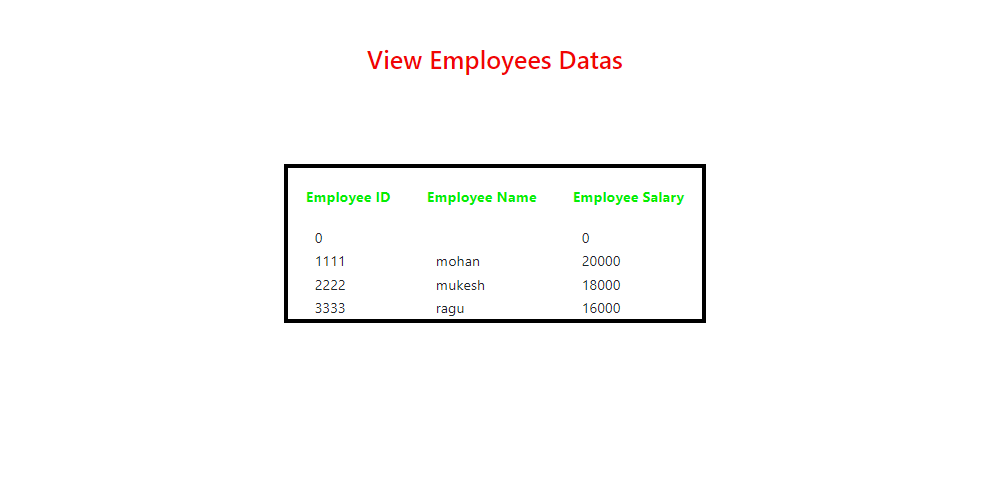 View Employees Datas
Employee ID Employee Name Employee Salary
0 0
1111 mohan 20000
2222 mukesh 18000
3333 ragu 16000